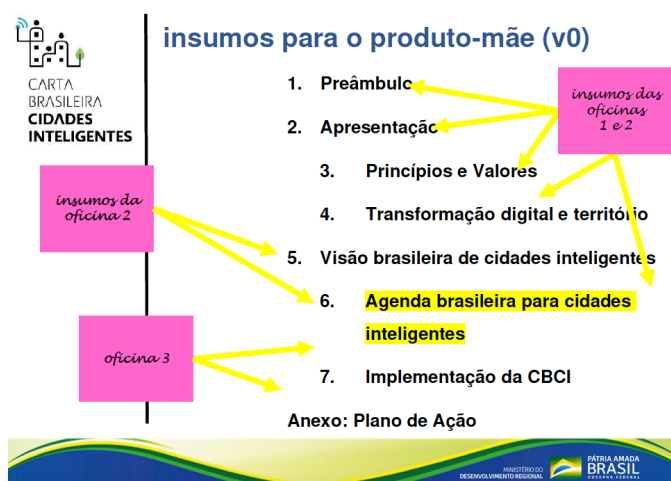 insumos para o produto-mãe (v0)
CARTA
BRASILEIRA
CIDADES
INTELIGENTES
1. Preâmbulo
insumos das
oficinas
1 e 2
2. Apresentação
3. Princípios e Valores
insumos da
oficina 2
4. Transformação digital e território
5. Visão brasileira de cidades inteligentes
6. Agenda brasileira para cidades
inteligentes
oficina 3
7. Implementação da CBCI
Anexo: Plano de Ação
MINISTÉRIO DO
DESENVOLVIMENTO REGIONAL
PÁTRIA AMADA
BRASIL
GOVERNO FEDERAL